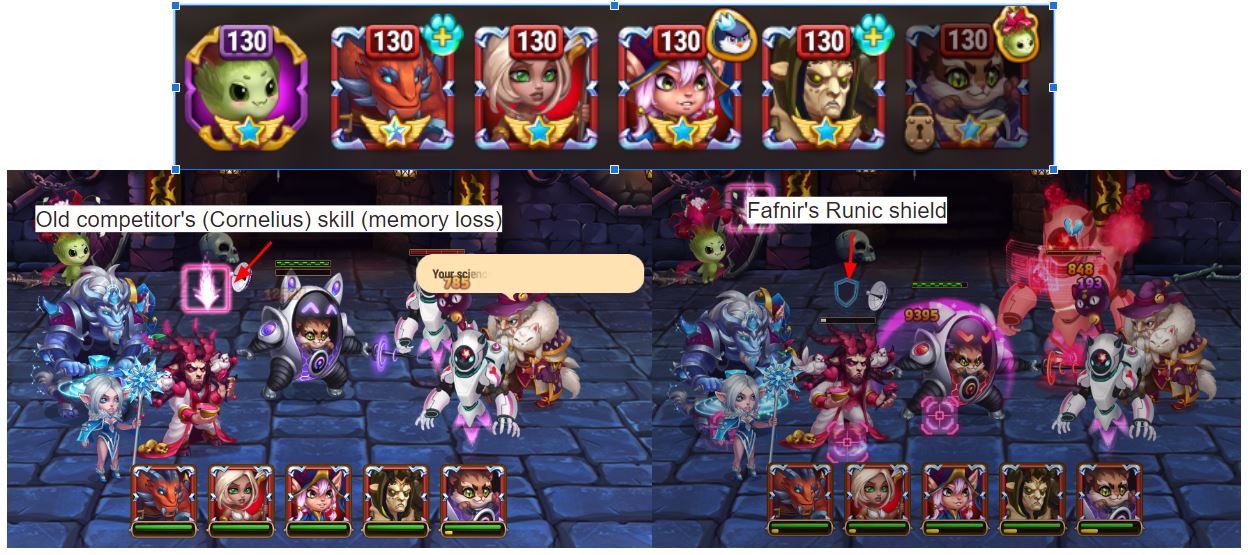 130 130 130 130 130 130
Old competitor's (Cornelius) skill (memory loss)
Fafnir's Runic shield
Your scien
785
848
193
9395